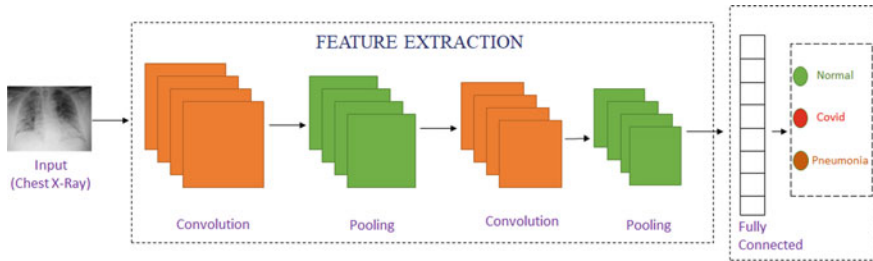 FEATURE EXTRACTION
Input
(Chest X-Ray)
Convolution
Pooling
Convolution
Pooling
Fully
Connected
Normal
Covid
Pneumonia